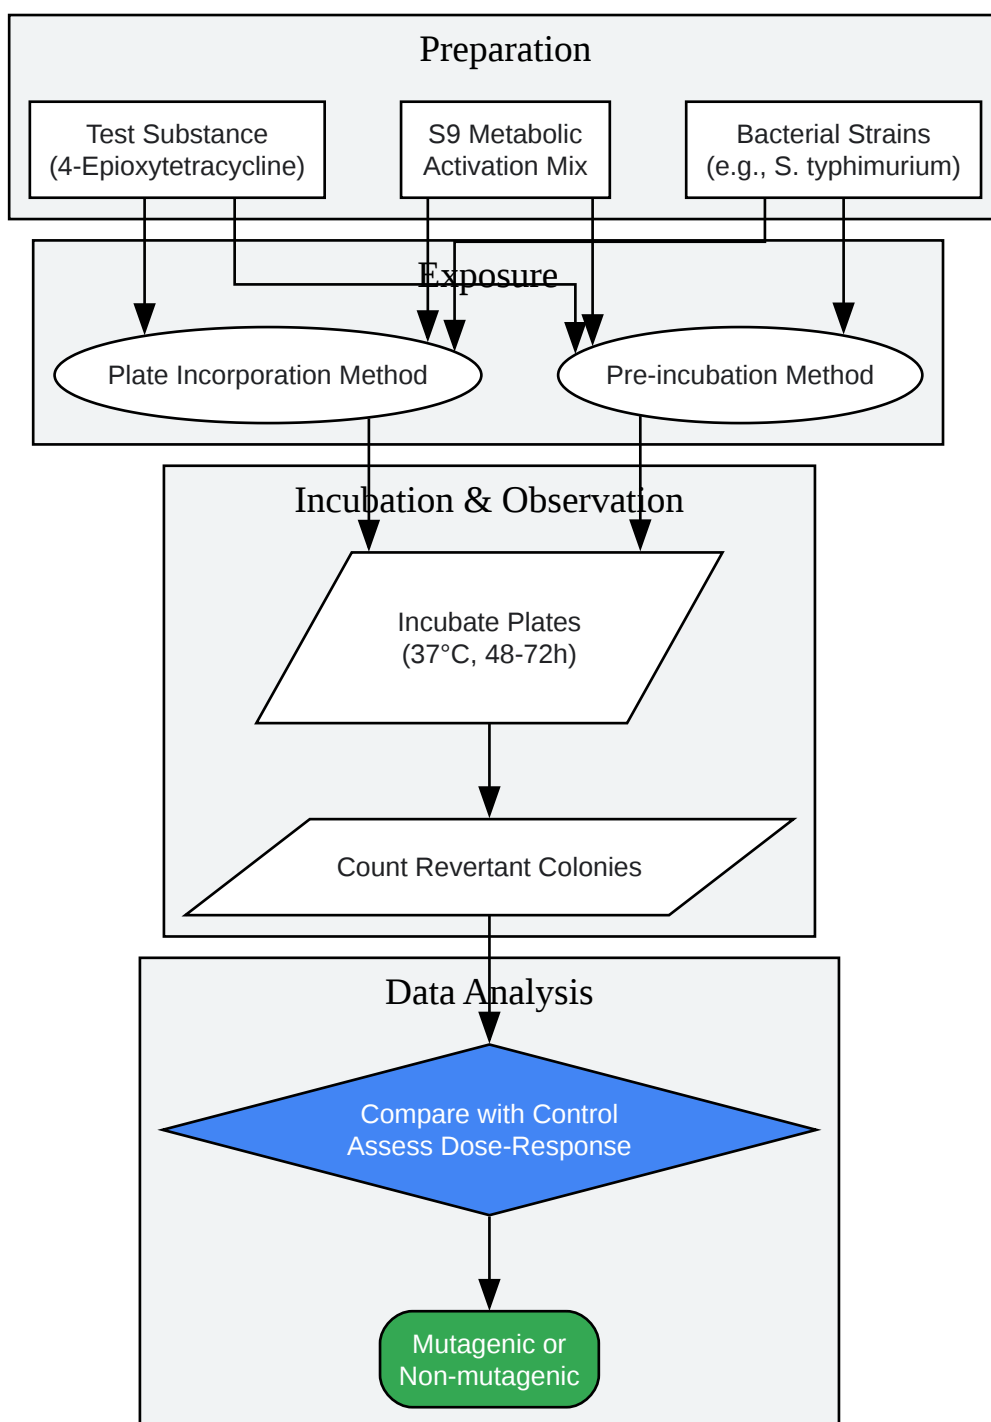 Preparation
Test Substance
(4-Epioxytetracycline)
S9 Metabolic
Activation Mix
Bacterial Strains
(e.g., S. typhimurium)
Exposure
Plate Incorporation Method
Pre-incubation Method
Incubation & Observation
Incubate Plates
(37°C, 48-72h)
Count Revertant Colonies
Data Analysis
Compare with Control
Assess Dose-Response
Mutagenic or
Non-mutagenic